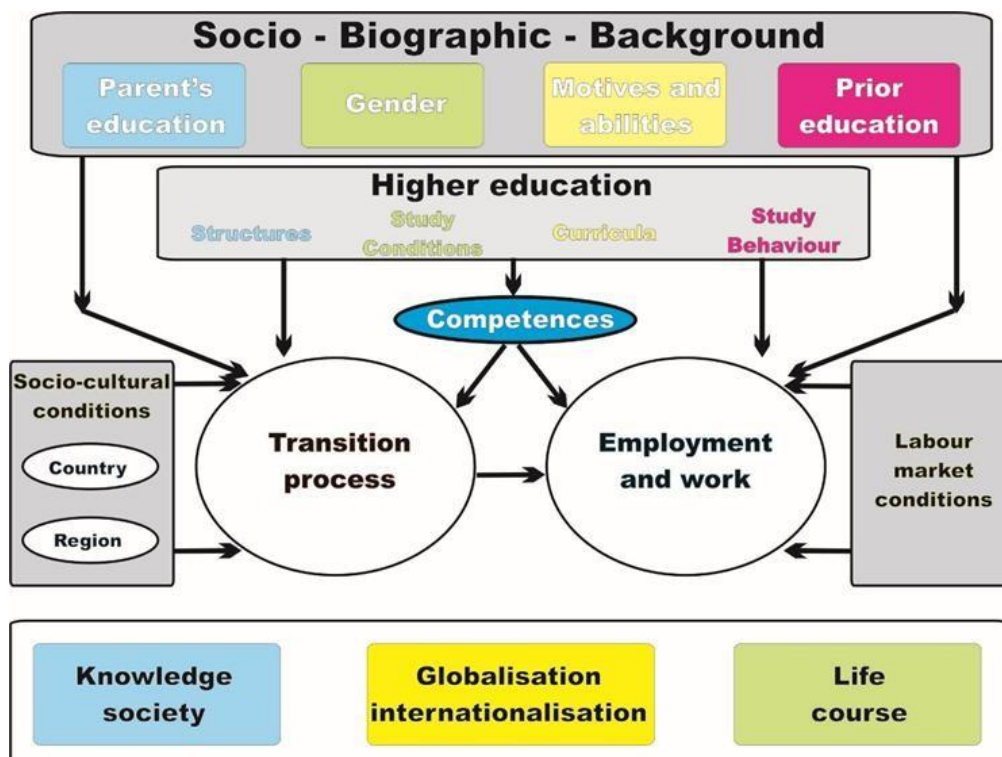 Socio - Biographic - Background
Parent's
education
Gender
Motives and
abilities
Prior
education
Higher education
Structures
Study
Conditions
Curricula
Study
Behaviour
Competences
Socio-cultural
conditions
Country
Region
Transition
process
Employment
and work
Labour
market
conditions
Knowledge
society
Globalisation
internationalisation
Life
course